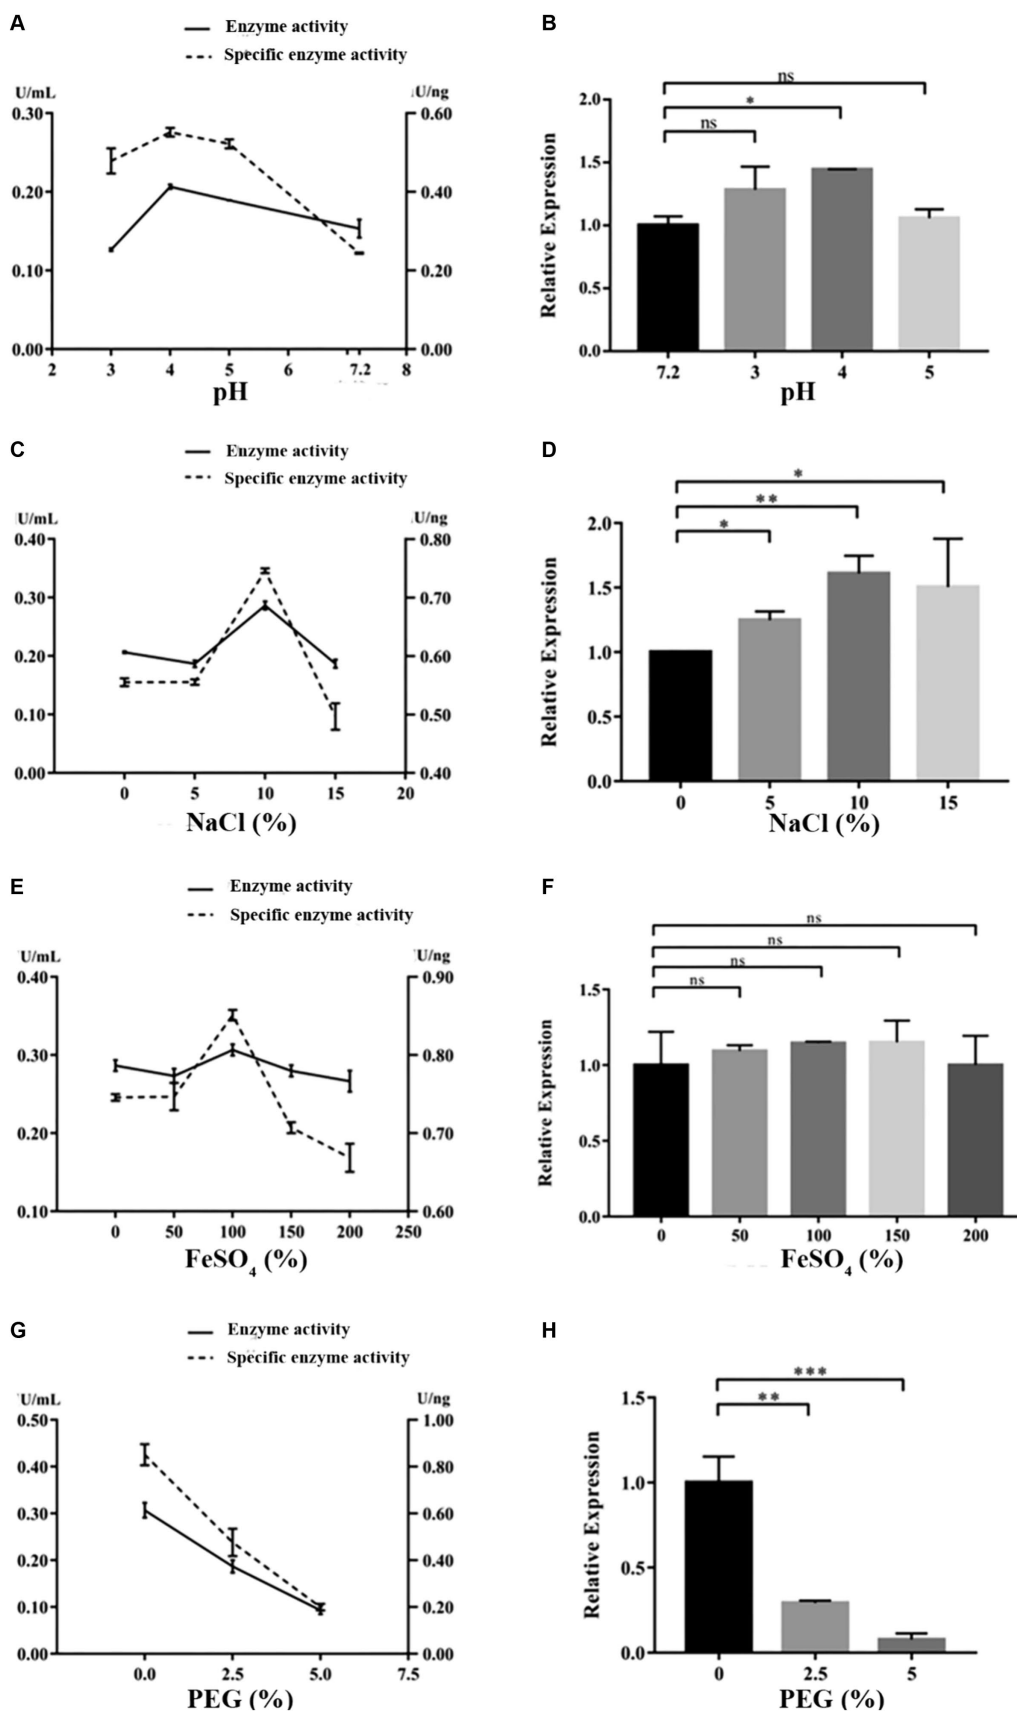 A
Enzyme activity
Specific enzyme activity
U/mL
U/ng
0.30
0.20
0.10
0.00
0.60
0.40
0.20
0.00
2 3 4 5 6 7.2 8
pH
B
ns
*
ns
Relative Expression
2.0
1.5
1.0
0.5
0.0
7.2 3 4 5
pH
C
Enzyme activity
Specific enzyme activity
U/mL
U/ng
0.40
0.30
0.20
0.10
0.00
0.80
0.70
0.60
0.50
0.40
0 5 10 15 20
NaCl (%)
D
*
**
*
Relative Expression
2.0
1.5
1.0
0.5
0.0
0 5 10 15
NaCl (%)
E
Enzyme activity
Specific enzyme activity
U/mL
U/ng
0.40
0.30
0.20
0.10
0.90
0.80
0.70
0.60
0 50 100 150 200 250
FeSO4 (%)
F
ns
ns
ns
ns
Relative Expression
1.5
1.0
0.5
0.0
0 50 100 150 200
FeSO4 (%)
G
Enzyme activity
Specific enzyme activity
U/mL
U/ng
0.50
0.40
0.30
0.20
0.10
0.00
1.00
0.80
0.60
0.40
0.20
0.00
0.0 2.5 5.0 7.5
PEG (%)
H
***
**
Relative Expression
1.5
1.0
0.5
0.0
0 2.5 5
PEG (%)